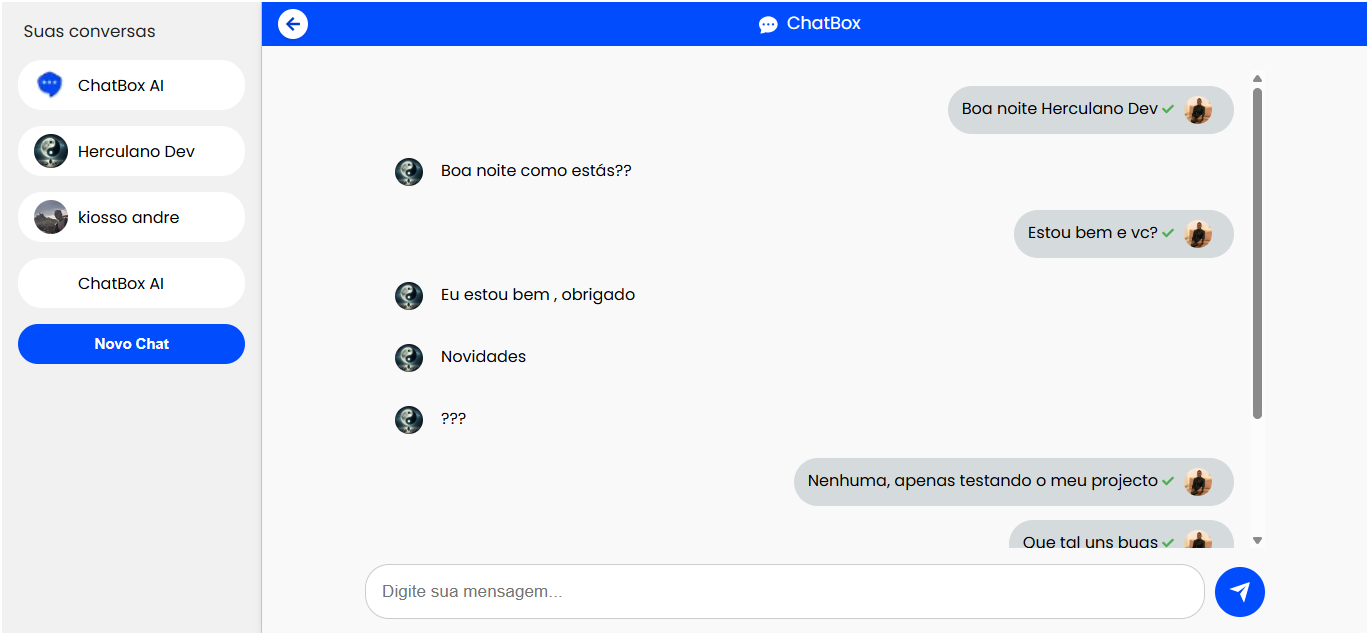 Suas conversas
ChatBox AI
Herculano Dev
kiosso andre
ChatBox AI
Novo Chat
ChatBox
Boa noite Herculano Dev
Boa noite como estás??
Estou bem e vc?
Eu estou bem , obrigado
Novidades
???
Nenhuma, apenas testando o meu projecto
Que tal uns bugs
Digite sua mensagem...